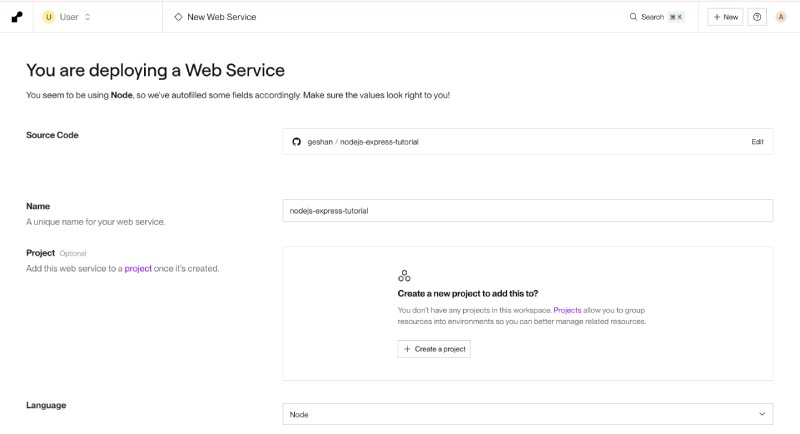 U User
New Web Service
Search ⌘ K
+ New
A
You are deploying a Web Service
You seem to be using Node, so we've autofilled some fields accordingly. Make sure the values look right to you!
Source Code
geshan / nodejs-express-tutorial
Edit
Name
A unique name for your web service.
nodejs-express-tutorial
Project Optional
Add this web service to a project once it's created.
Create a new project to add this to?
You don't have any projects in this workspace. Projects allow you to group
resources into environments so you can better manage related resources.
+ Create a project
Language
Node